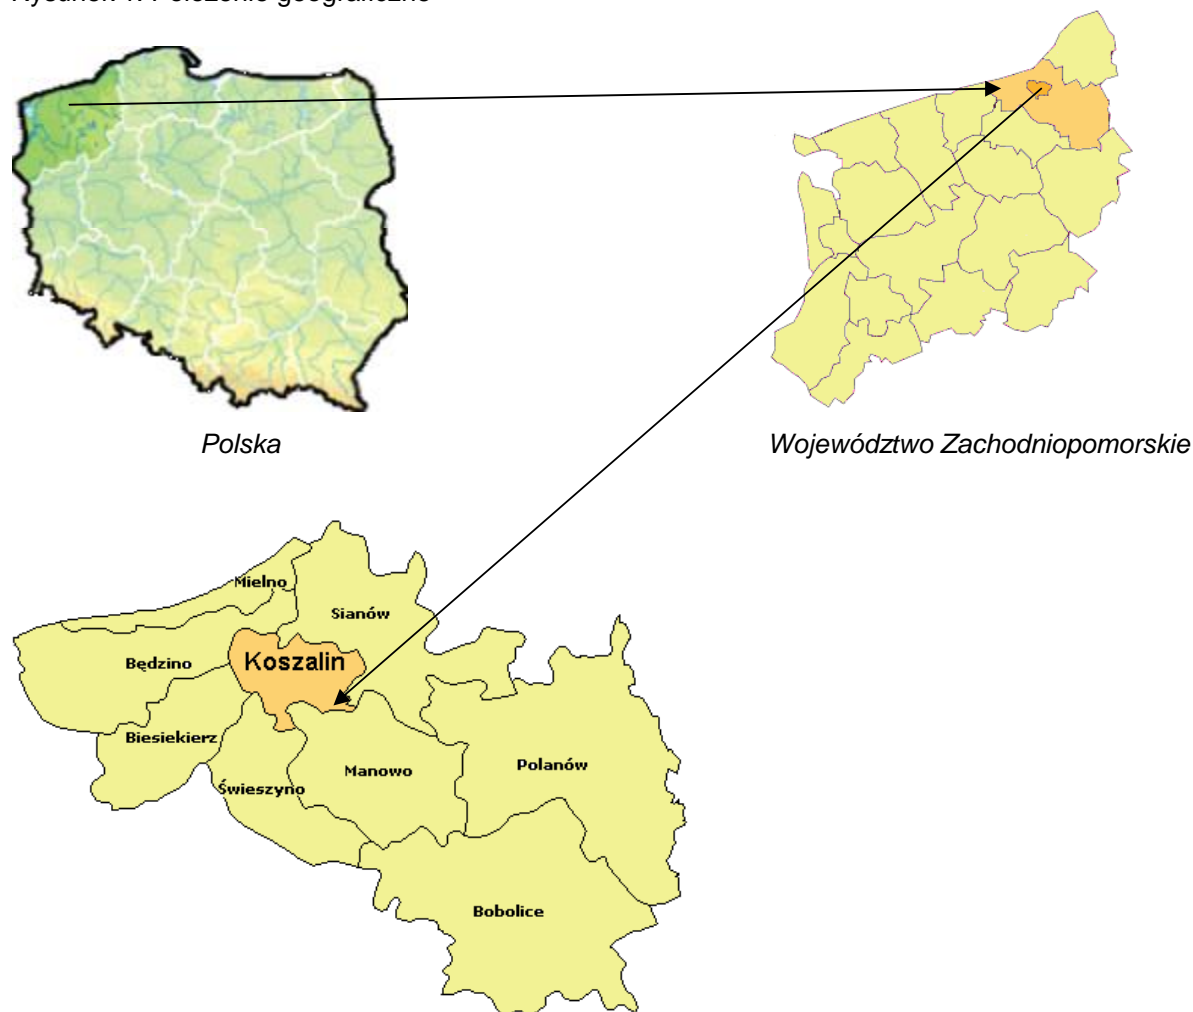 Polska
Województwo Zachodniopomorskie
Mielno
Sianów
Będzino
Koszalin
Biesiekierz
Świeszyno
Manowo
Polanów
Bobolice